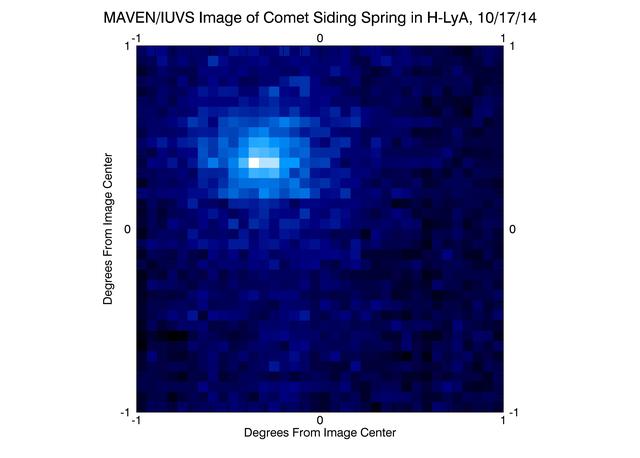 MAVEN/IUVS Image of Comet Siding Spring in H-LyA, 10/17/14
-1 0 1
1 1
Degrees From Image Center
0 0
-1 -1
-1 0 1
Degrees From Image Center